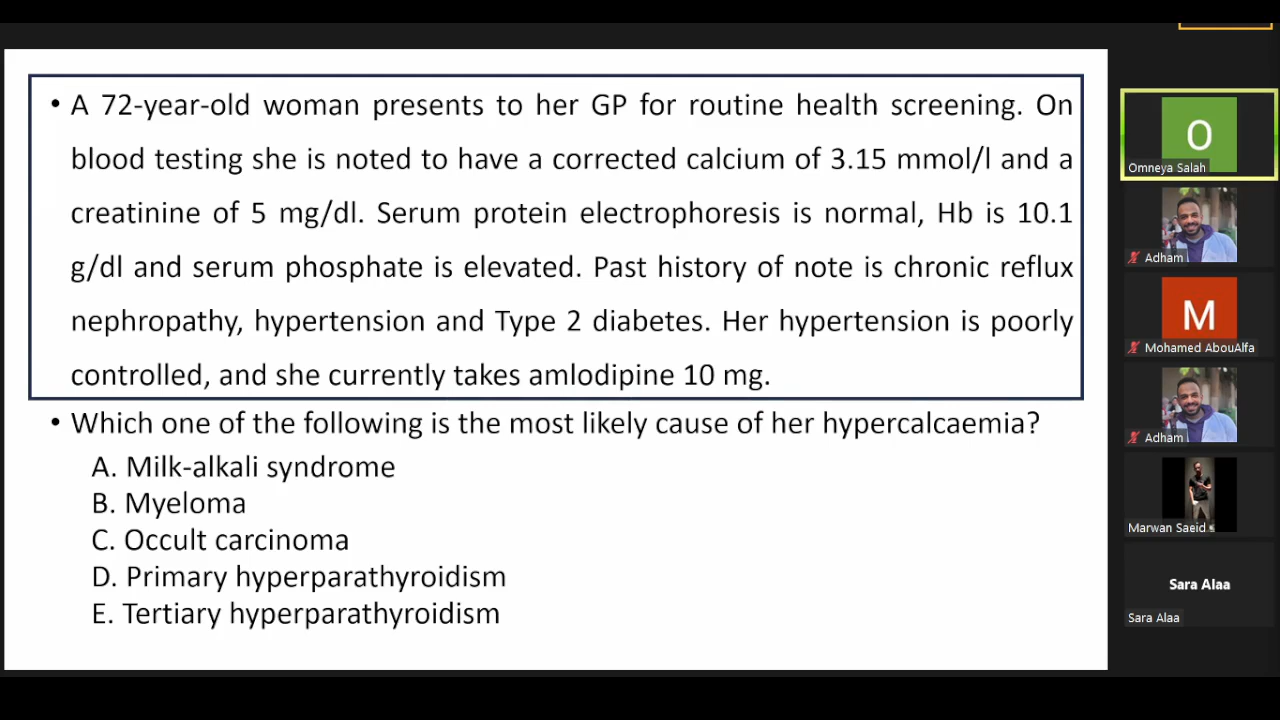 • A 72-year-old woman presents to her GP for routine health screening. On
blood testing she is noted to have a corrected calcium of 3.15 mmol/l and a
creatinine of 5 mg/dl. Serum protein electrophoresis is normal, Hb is 10.1
g/dl and serum phosphate is elevated. Past history of note is chronic reflux
nephropathy, hypertension and Type 2 diabetes. Her hypertension is poorly
controlled, and she currently takes amlodipine 10 mg.
• Which one of the following is the most likely cause of her hypercalcaemia?
A. Milk-alkali syndrome
B. Myeloma
C. Occult carcinoma
D. Primary hyperparathyroidism
E. Tertiary hyperparathyroidism
O
Omneya Salah
Adham
M
Mohamed AbouAlfa
Adham
Marwan Saeid
Sara Alaa
Sara Alaa